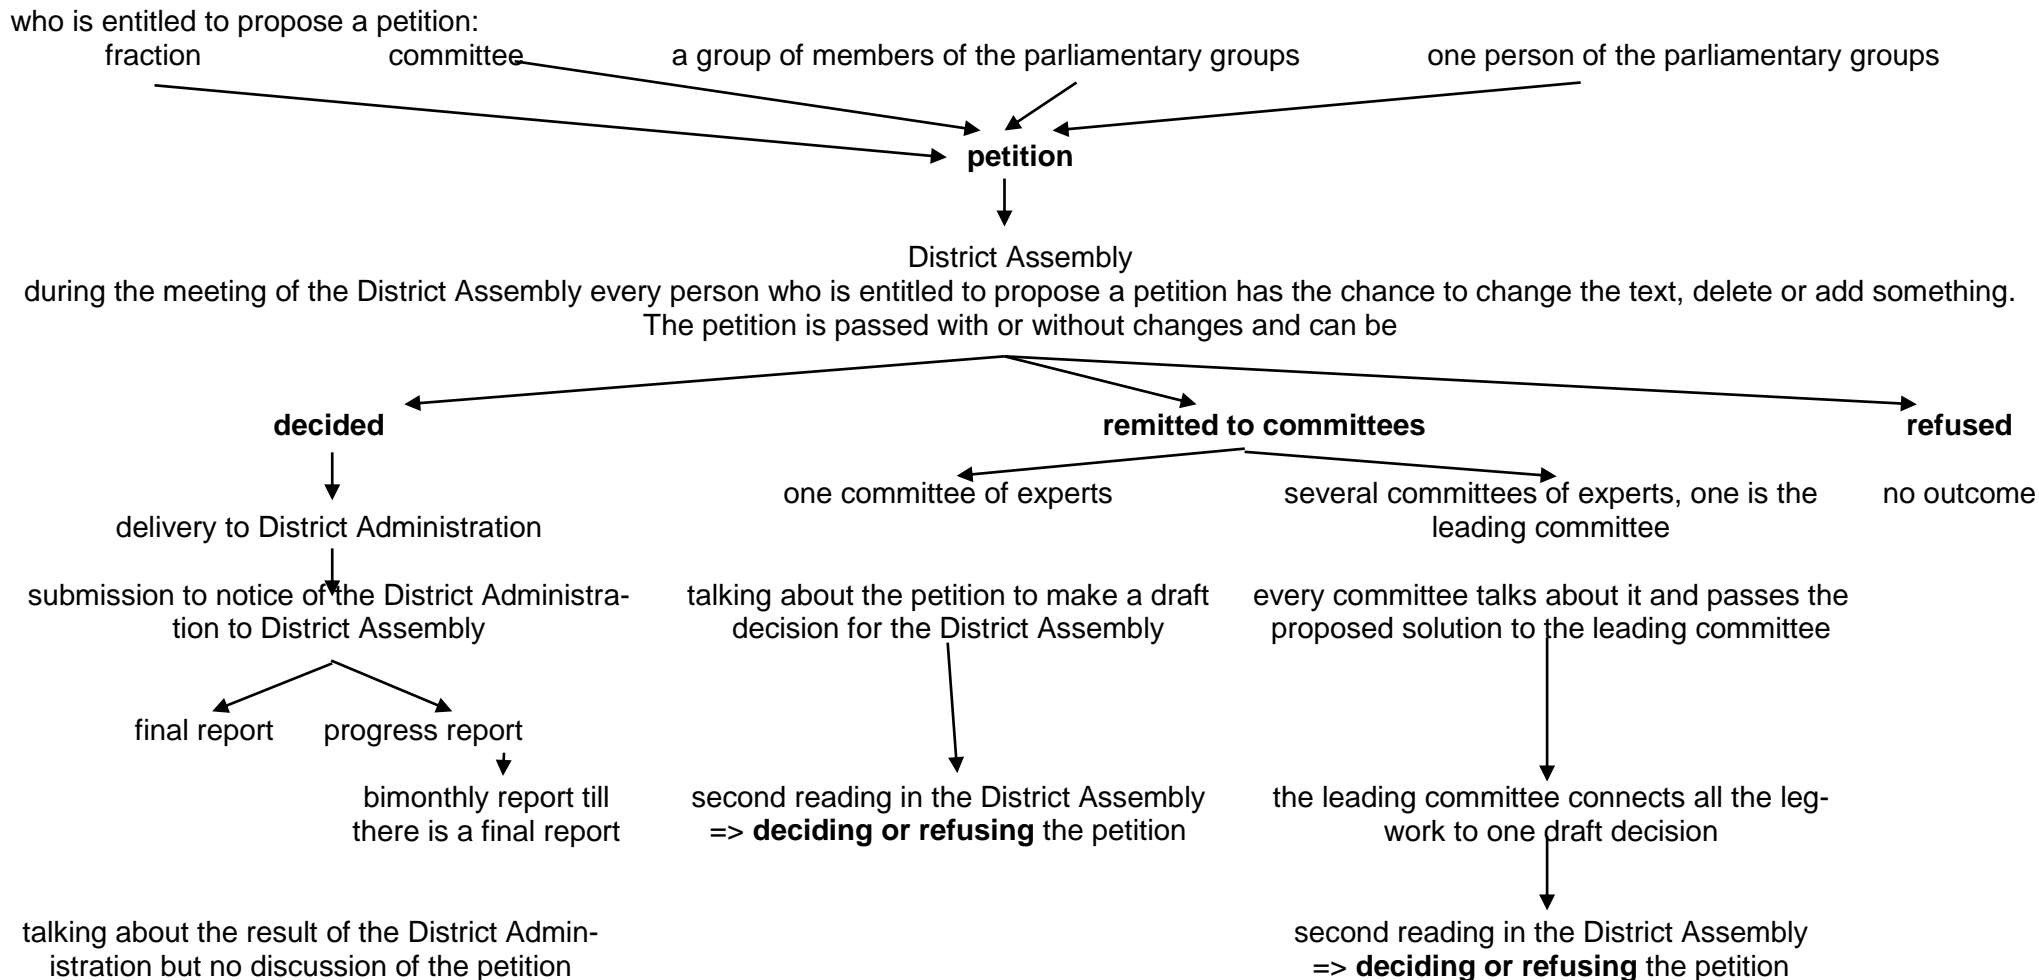 who is entitled to propose a petition:
fraction committee a group of members of the parliamentary groups one person of the parliamentary groups
petition
District Assembly
during the meeting of the District Assembly every person who is entitled to propose a petition has the chance to change the text, delete or add something.
The petition is passed with or without changes and can be
decided remitted to committees refused
one committee of experts several committees of experts, one is the no outcome
delivery to District Administration leading committee
submission to notice of the District Administra- talking about the petition to make a draft every committee talks about it and passes the
tion to District Assembly decision for the District Assembly proposed solution to the leading committee
final report progress report
bimonthly report till second reading in the District Assembly the leading committee connects all the leg-
there is a final report => deciding or refusing the petition work to one draft decision
talking about the result of the District Admin- second reading in the District Assembly
istration but no discussion of the petition => deciding or refusing the petition